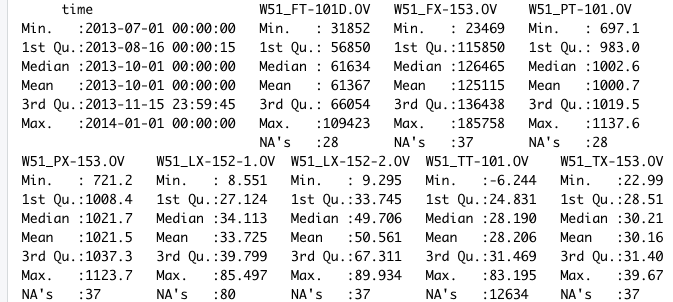 time W51_FT-101D.OV W51_FX-153.OV W51_PT-101.OV
Min. :2013-07-01 00:00:00 Min. : 31852 Min. : 23469 Min. : 697.1
1st Qu.:2013-08-16 00:00:15 1st Qu.: 56850 1st Qu.:115850 1st Qu.: 983.0
Median :2013-10-01 00:00:00 Median : 61634 Median :126465 Median :1002.6
Mean :2013-10-01 00:00:00 Mean : 61367 Mean :125115 Mean :1000.7
3rd Qu.:2013-11-15 23:59:45 3rd Qu.: 66054 3rd Qu.:136438 3rd Qu.:1019.5
Max. :2014-01-01 00:00:00 Max. :109423 Max. :185758 Max. :1137.6
NA's :28 NA's :37 NA's :28
W51_PX-153.OV W51_LX-152-1.OV W51_LX-152-2.OV W51_TT-101.OV W51_TX-153.OV
Min. : 721.2 Min. : 8.551 Min. : 9.295 Min. :-6.244 Min. :22.99
1st Qu.:1008.4 1st Qu.:27.124 1st Qu.:33.745 1st Qu.:24.831 1st Qu.:28.51
Median :1021.7 Median :34.113 Median :49.706 Median :28.190 Median :30.21
Mean :1021.5 Mean :33.725 Mean :50.561 Mean :28.206 Mean :30.16
3rd Qu.:1037.3 3rd Qu.:39.799 3rd Qu.:67.311 3rd Qu.:31.469 3rd Qu.:31.40
Max. :1123.7 Max. :85.497 Max. :89.934 Max. :83.195 Max. :39.67
NA's :37 NA's :80 NA's :37 NA's :12634 NA's :37